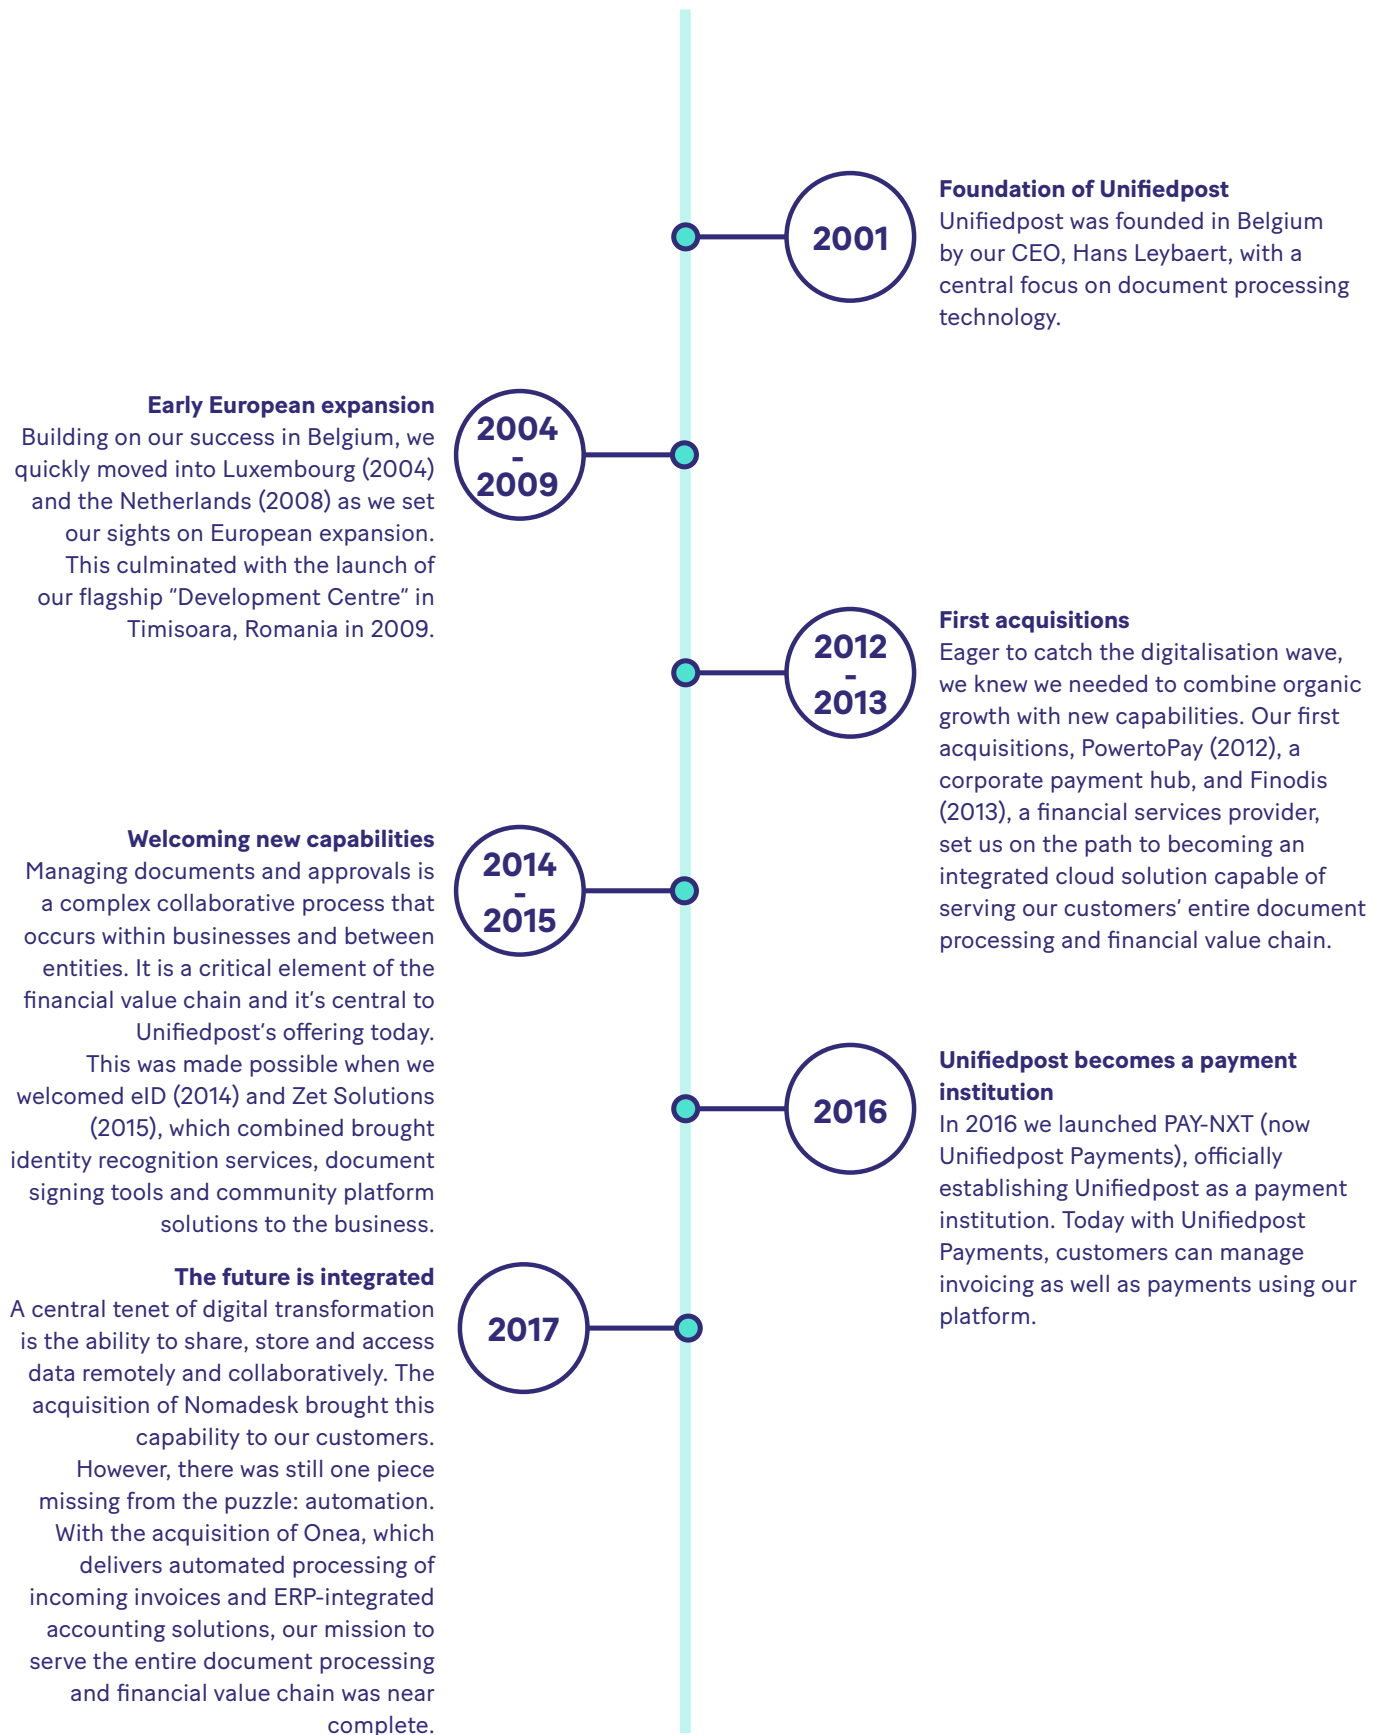 2001
Foundation of Unifiedpost
Unifiedpost was founded in Belgium
by our CEO, Hans Leybaert, with a
central focus on document processing
technology.
Early European expansion
Building on our success in Belgium, we
quickly moved into Luxembourg (2004)
and the Netherlands (2008) as we set
our sights on European expansion.
This culminated with the launch of
our flagship "Development Centre" in
Timisoara, Romania in 2009.
2004
-
2009
2012
-
2013
First acquisitions
Eager to catch the digitalisation wave,
we knew we needed to combine organic
growth with new capabilities. Our first
acquisitions, PowertoPay (2012), a
corporate payment hub, and Finodis
(2013), a financial services provider,
set us on the path to becoming an
integrated cloud solution capable of
serving our customers' entire document
processing and financial value chain.
Welcoming new capabilities
Managing documents and approvals is
a complex collaborative process that
occurs within businesses and between
entities. It is a critical element of the
financial value chain and it's central to
Unifiedpost's offering today.
This was made possible when we
welcomed eID (2014) and Zet Solutions
(2015), which combined brought
identity recognition services, document
signing tools and community platform
solutions to the business.
2014
-
2015
2016
Unifiedpost becomes a payment
institution
In 2016 we launched PAY-NXT (now
Unifiedpost Payments), officially
establishing Unifiedpost as a payment
institution. Today with Unifiedpost
Payments, customers can manage
invoicing as well as payments using our
platform.
The future is integrated
A central tenet of digital transformation
is the ability to share, store and access
data remotely and collaboratively. The
acquisition of Nomadesk brought this
capability to our customers.
However, there was still one piece
missing from the puzzle: automation.
With the acquisition of Onea, which
delivers automated processing of
incoming invoices and ERP-integrated
accounting solutions, our mission to
serve the entire document processing
and financial value chain was near
complete.
2017